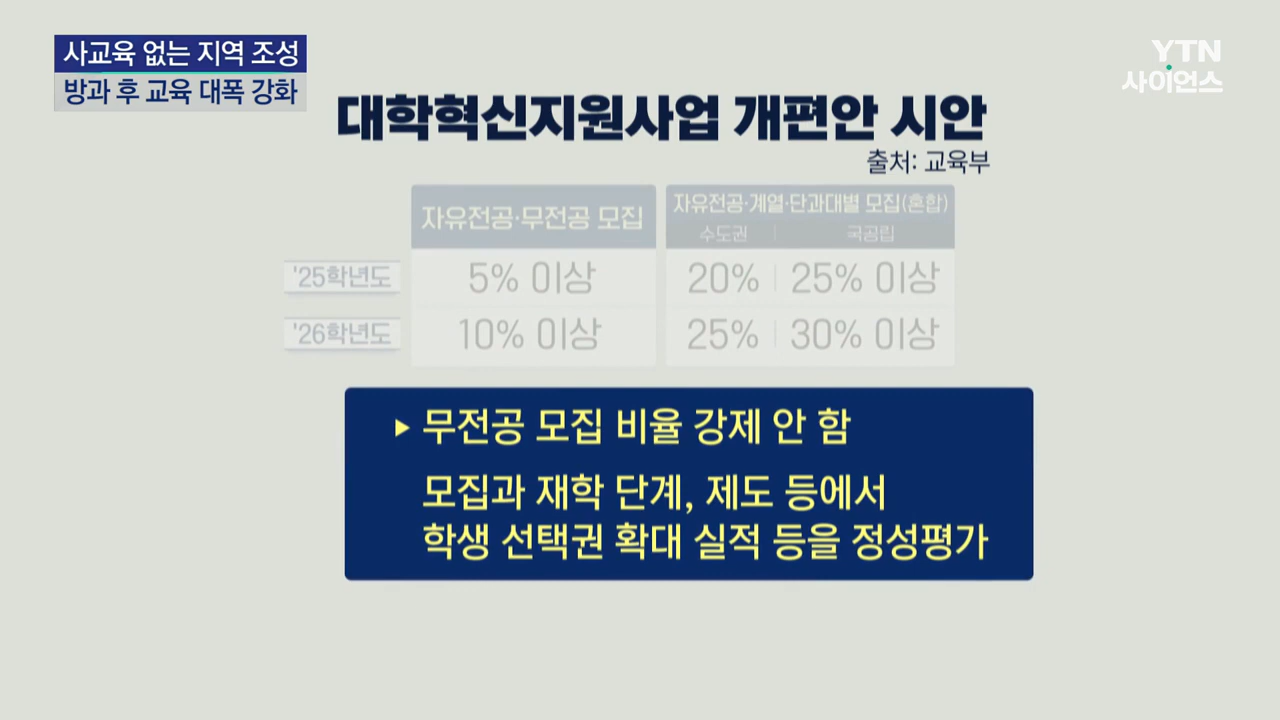 사교육 없는 지역 조성
방과 후 교육 대폭 강화
YTN
사이언스
대학혁신지원사업 개편안 시안
출처: 교육부
자유전공·무전공 모집
자유전공·계열·단과대별 모집(혼합)
수도권 국공립
'25학년도 5% 이상 20% 25% 이상
'26학년도 10% 이상 25% 30% 이상
▶ 무전공 모집 비율 강제 안 함
모집과 재학 단계, 제도 등에서
학생 선택권 확대 실적 등을 정성평가